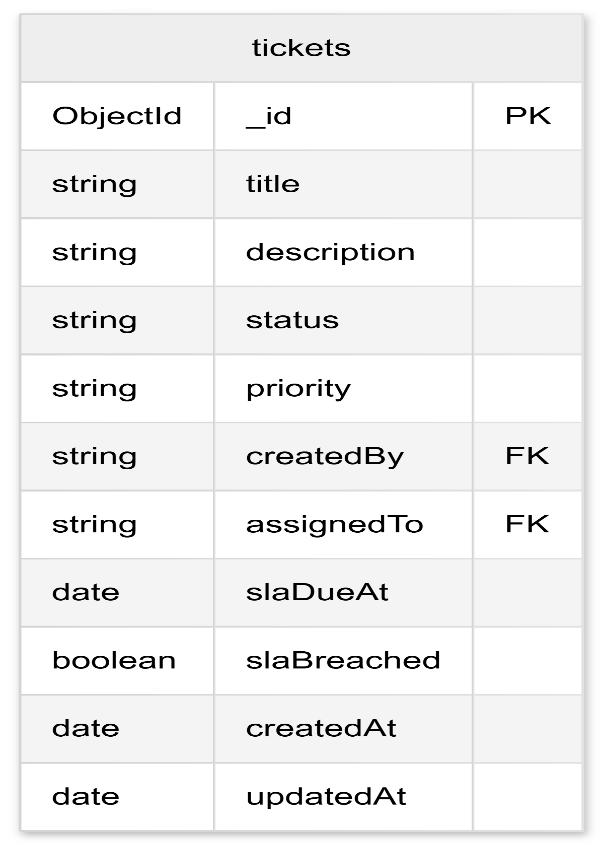 tickets
ObjectId _id PK
string title
string description
string status
string priority
string createdBy FK
string assignedTo FK
date slaDueAt
boolean slaBreached
date createdAt
date updatedAt